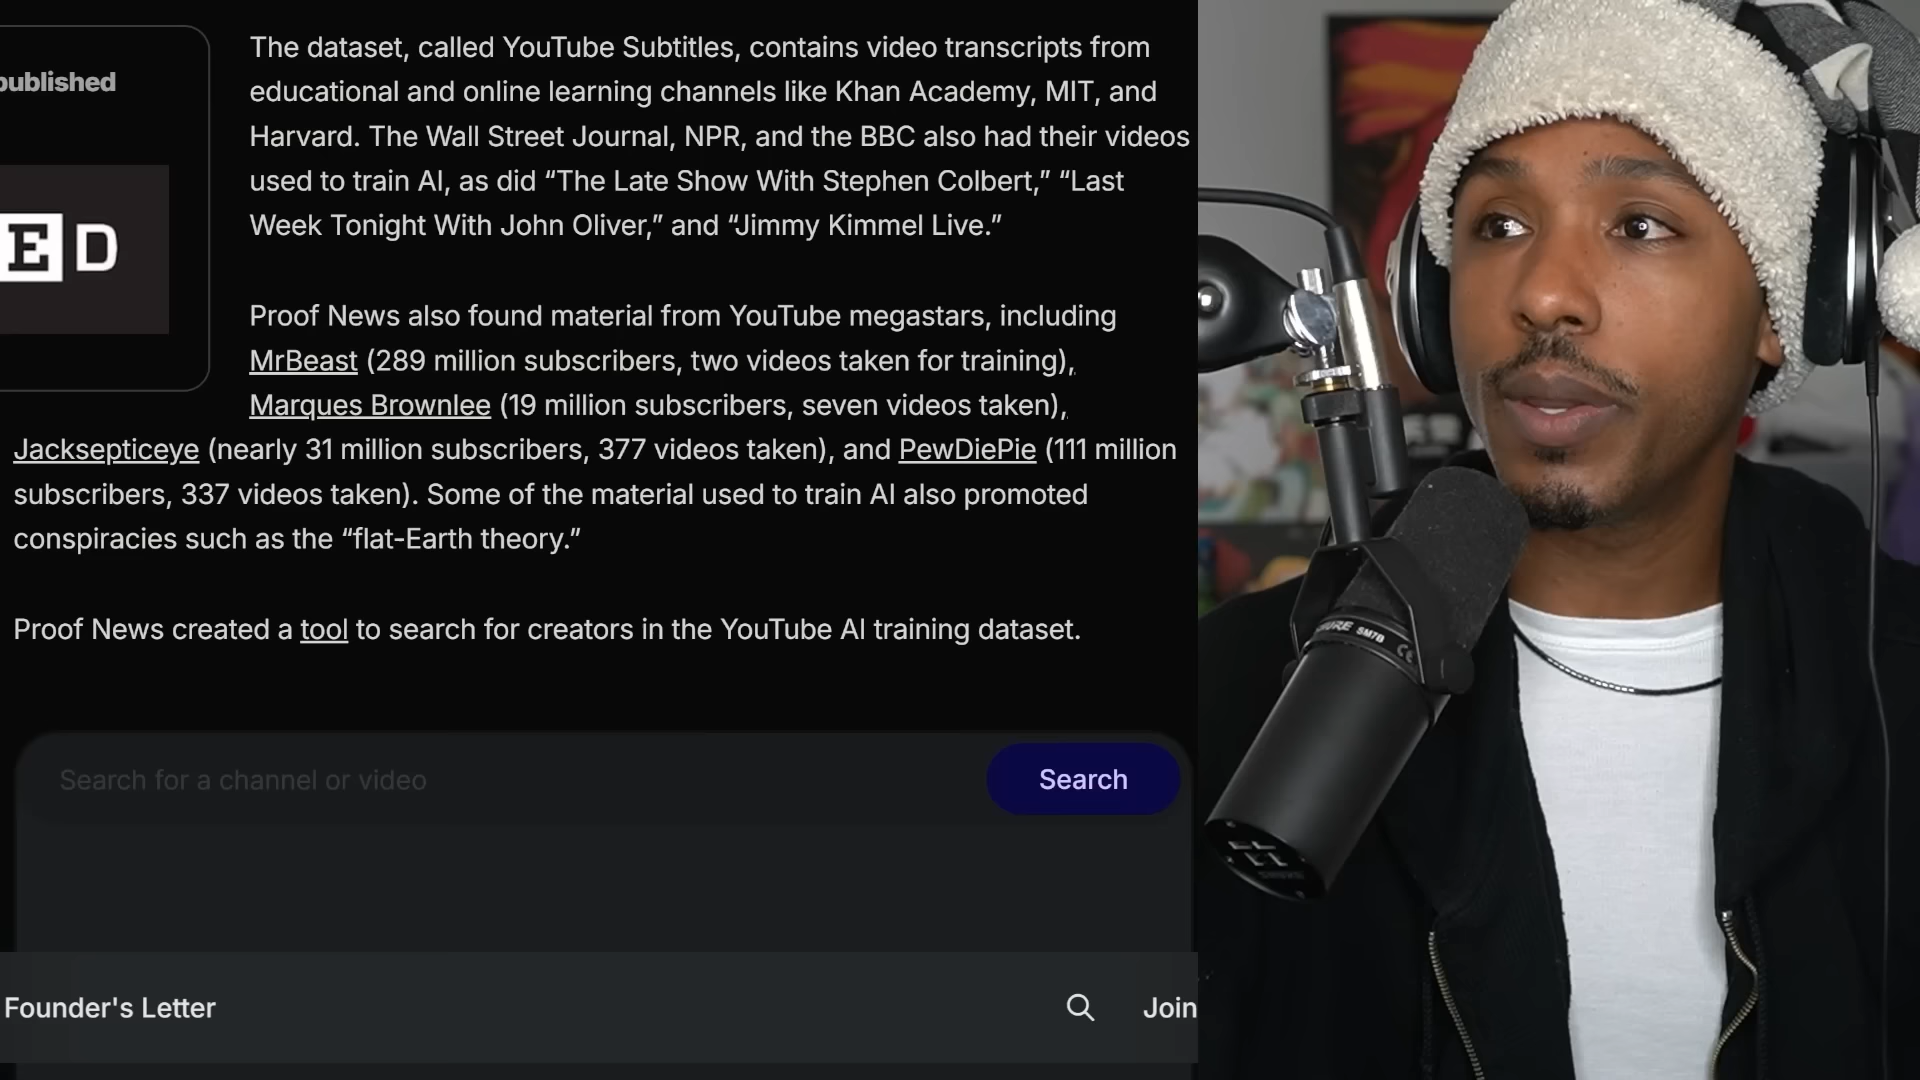 published
ED
The dataset, called YouTube Subtitles, contains video transcripts from
educational and online learning channels like Khan Academy, MIT, and
Harvard. The Wall Street Journal, NPR, and the BBC also had their videos
used to train AI, as did “The Late Show With Stephen Colbert,” “Last
Week Tonight With John Oliver,” and “Jimmy Kimmel Live.”
Proof News also found material from YouTube megastars, including
MrBeast (289 million subscribers, two videos taken for training),
Marques Brownlee (19 million subscribers, seven videos taken),
Jacksepticeye (nearly 31 million subscribers, 377 videos taken), and PewDiePie (111 million
subscribers, 337 videos taken). Some of the material used to train AI also promoted
conspiracies such as the “flat-Earth theory.”
Proof News created a tool to search for creators in the YouTube AI training dataset.
Search for a channel or video
Search
Founder's Letter
Join
SHURE SM7B
CE